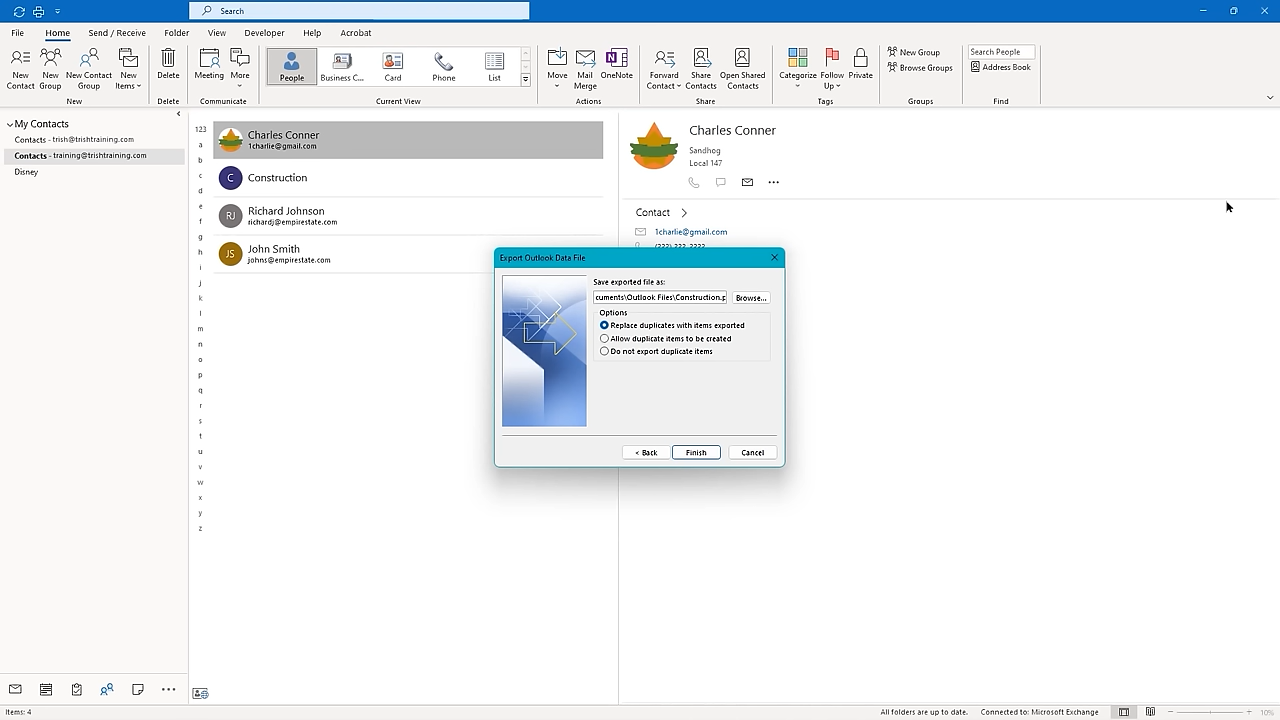 Search
File Home Send / Receive Folder View Developer Help Acrobat
New Contact
New Group
New Contact Group
New Items
New
Delete
Delete
Meeting
More
Communicate
People
Business C...
Card
Phone
List
Current View
Move
Mail Merge
OneNote
Actions
Forward Contact
Share Contacts
Open Shared Contacts
Share
Categorize
Follow Up
Private
Tags
New Group
Browse Groups
Groups
Search People
Address Book
Find
My Contacts
Contacts - trish@trishtraining.com
Contacts - training@trishtraining.com
Disney
123
a
b
c
d
e
f
g
h
i
j
k
l
m
n
o
p
q
r
s
t
u
v
w
x
y
z
Charles Conner
1charlie@gmail.com
C
Construction
RJ
Richard Johnson
richardj@empirestate.com
JS
John Smith
johns@empirestate.com
Charles Conner
Sandhog
Local 147
Contact
1charlie@gmail.com
Export Outlook Data File
Save exported file as:
cuments\Outlook Files\Construction.p
Browse...
Options
Replace duplicates with items exported
Allow duplicate items to be created
Do not export duplicate items
< Back
Finish
Cancel
Items: 4
All folders are up to date.
Connected to: Microsoft Exchange
10%